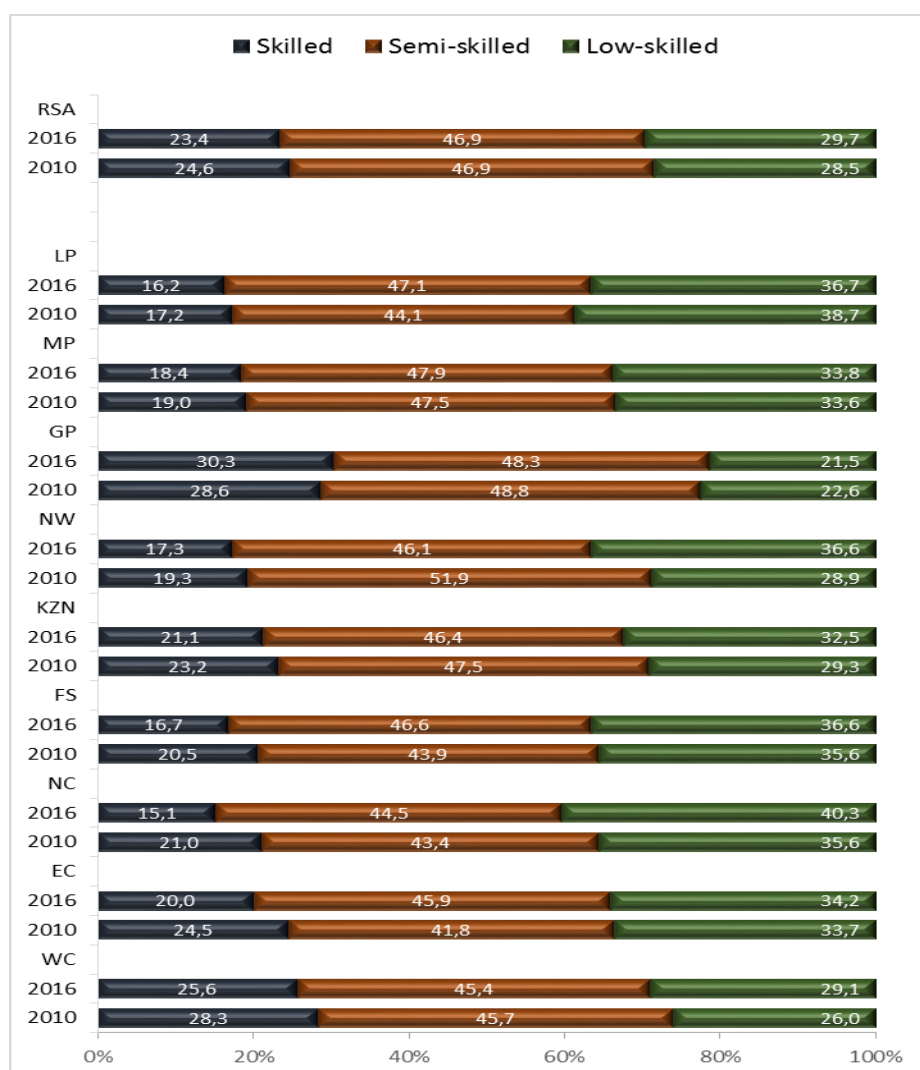 Skilled Semi-skilled Low-skilled
RSA
2016 23,4 46,9 29,7
2010 24,6 46,9 28,5
LP
2016 16,2 47,1 36,7
2010 17,2 44,1 38,7
MP
2016 18,4 47,9 33,8
2010 19,0 47,5 33,6
GP
2016 30,3 48,3 21,5
2010 28,6 48,8 22,6
NW
2016 17,3 46,1 36,6
2010 19,3 51,9 28,9
KZN
2016 21,1 46,4 32,5
2010 23,2 47,5 29,3
FS
2016 16,7 46,6 36,6
2010 20,5 43,9 35,6
NC
2016 15,1 44,5 40,3
2010 21,0 43,4 35,6
EC
2016 20,0 45,9 34,2
2010 24,5 41,8 33,7
WC
2016 25,6 45,4 29,1
2010 28,3 45,7 26,0
0% 20% 40% 60% 80% 100%